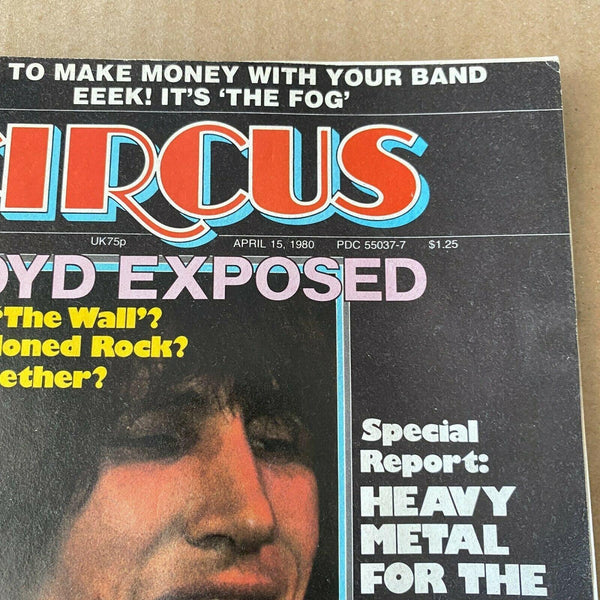 TO MAKE MONEY WITH YOUR BAND
EEEK! IT'S 'THE FOG'
CIRCUS
UK75p APRIL 15, 1980 PDC 55037-7 $1.25
OYD EXPOSED
'The Wall'?
loned Rock?
ether?
Special
Report:
HEAVY
METAL
FOR THE